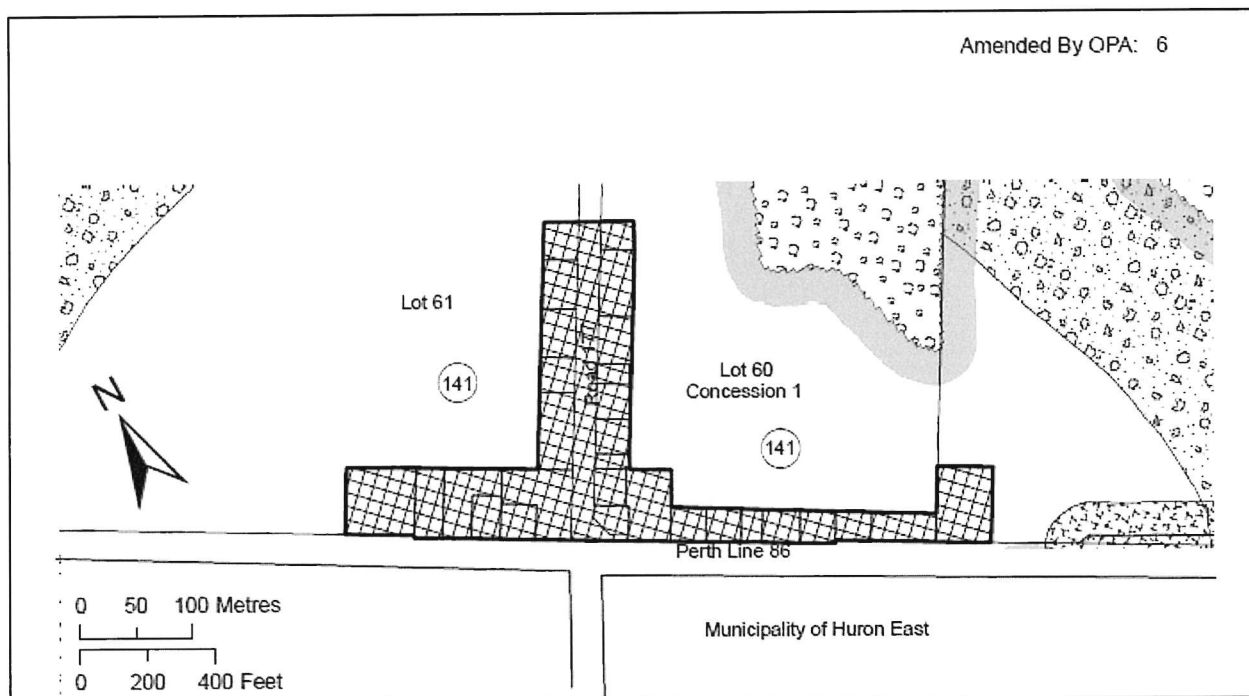 Amended By OPA: 6
Lot 61
141
Lot 60
Concession 1
141
N
Perth Line 86
0 50 100 Metres
0 200 400 Feet
Municipality of Huron East